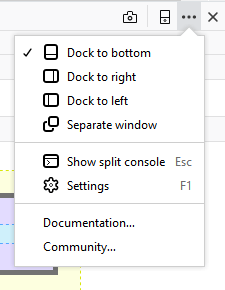 Dock to bottom
Dock to right
Dock to left
Separate window
Show split console Esc
Settings F1
Documentation...
Community...